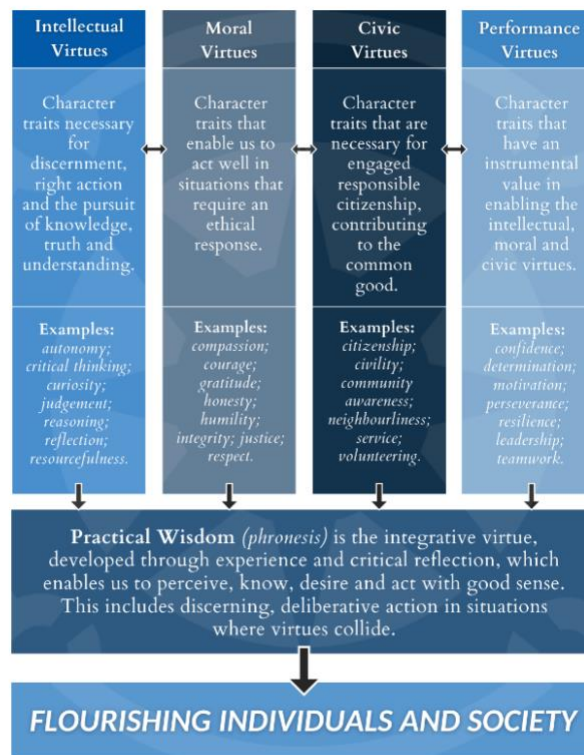 Intellectual
Virtues
Character
traits necessary
for
discernment,
right action
and the pursuit
of knowledge,
truth and
understanding.
Examples:
autonomy;
critical thinking;
curiosity;
judgement;
reasoning;
reflection;
resourcefulness.
Moral
Virtues
Character
traits that
enable us to
act well in
situations that
require an
ethical
response.
Examples:
compassion;
courage;
gratitude;
honesty;
humility;
integrity; justice;
respect.
Civic
Virtues
Character
traits that are
necessary for
engaged
responsible
citizenship,
contributing
to the
common
good.
Examples:
citizenship;
civility;
community
awareness;
neighbourliness;
service;
volunteering.
Performance
Virtues
Character
traits that
have an
instrumental
value in
enabling the
intellectual,
moral and
civic virtues.
Examples:
confidence;
determination;
motivation;
perseverance;
resilience;
leadership;
teamwork.
Practical Wisdom (phronesis) is the integrative virtue,
developed through experience and critical reflection, which
enables us to perceive, know, desire and act with good sense.
This includes discerning, deliberative action in situations
where virtues collide.
FLOURISHING INDIVIDUALS AND SOCIETY